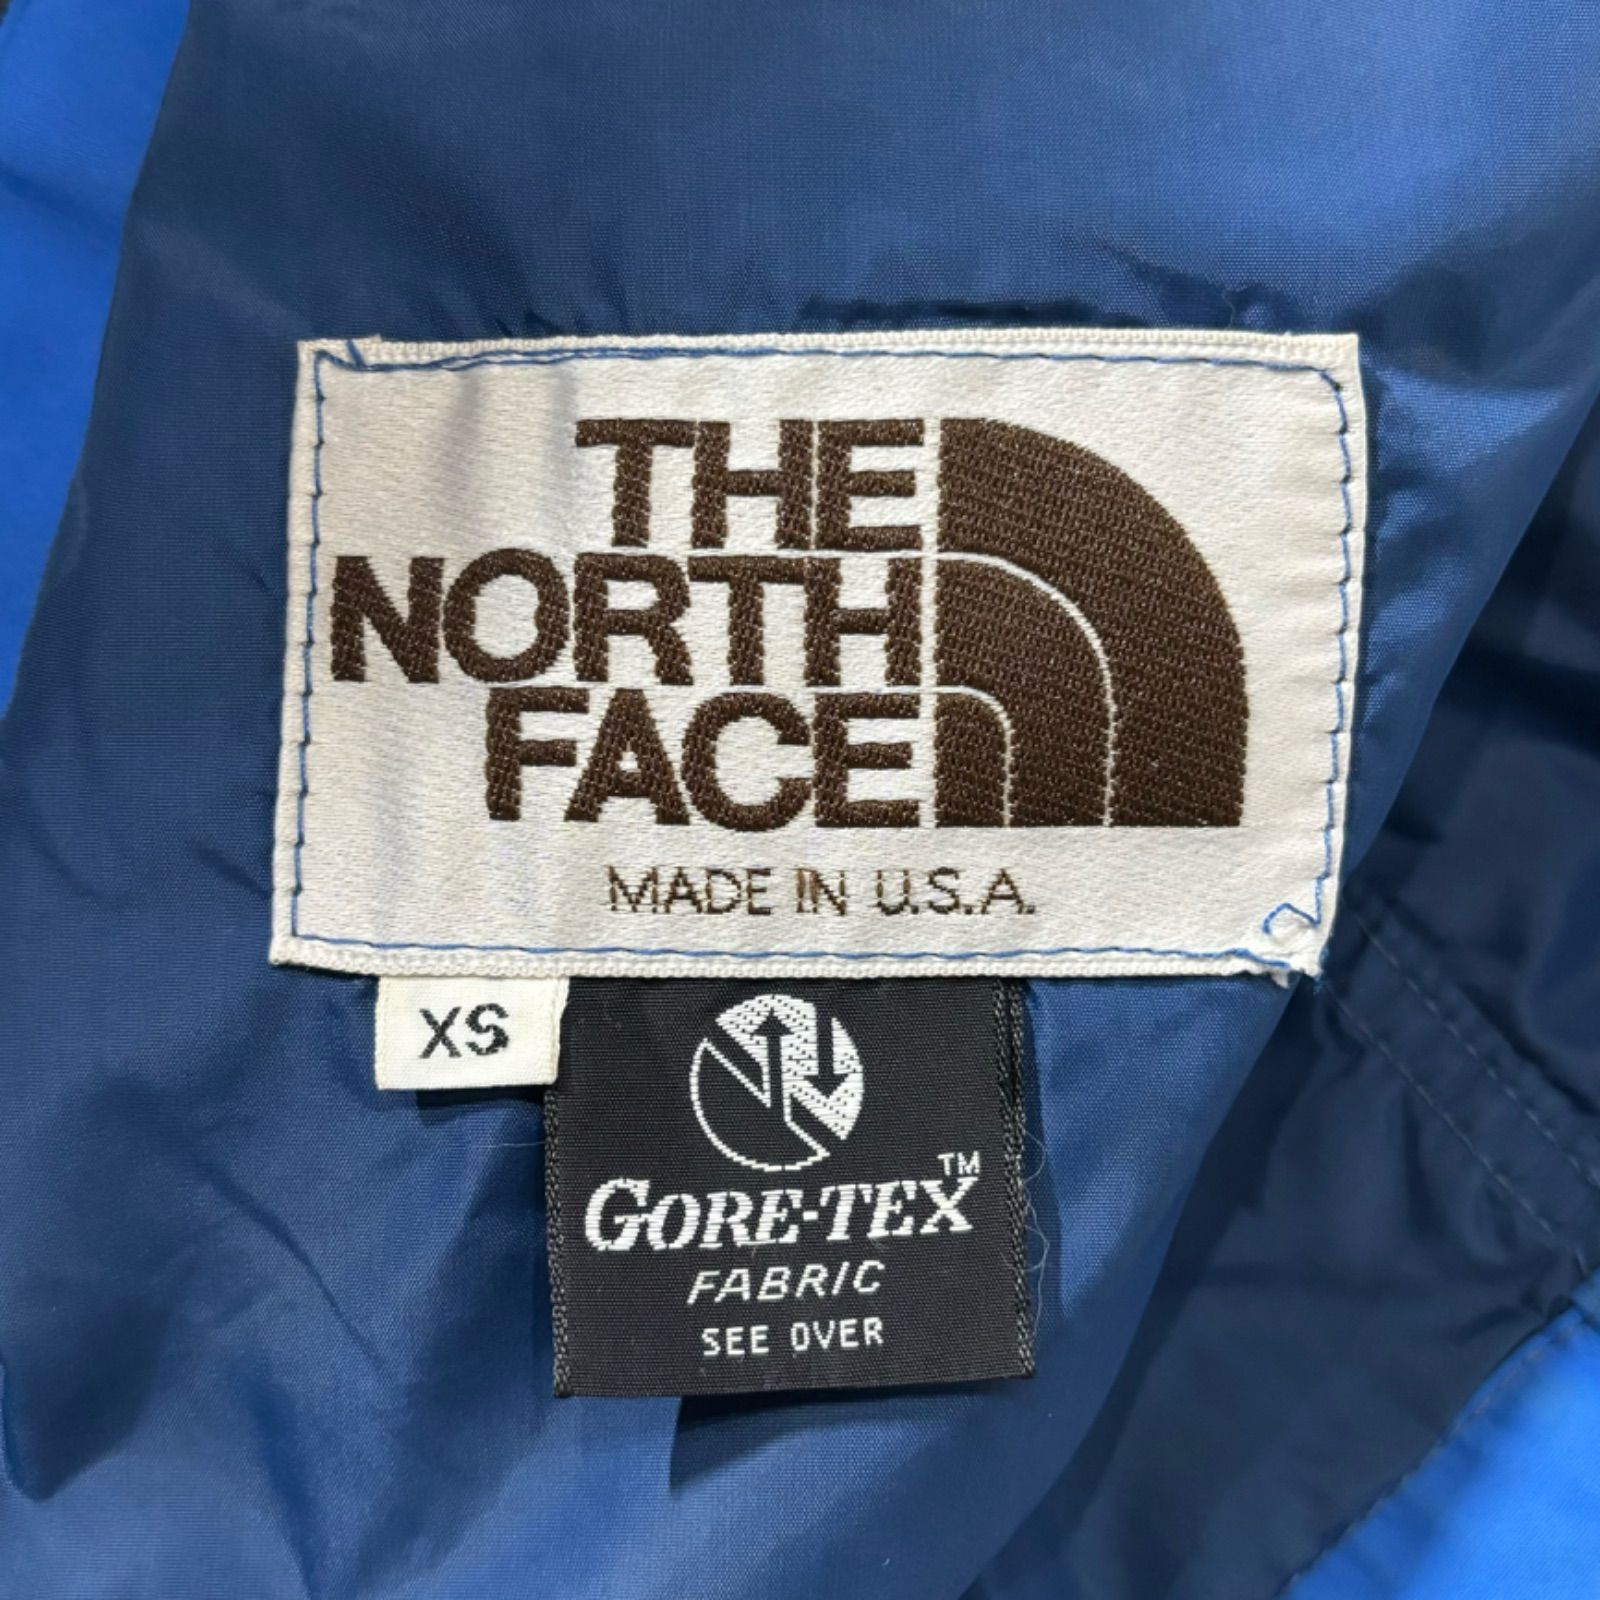 THE
NORTH
FACE
MADE IN U.S.A.
XS
GORE-TEX™
FABRIC
SEE OVER